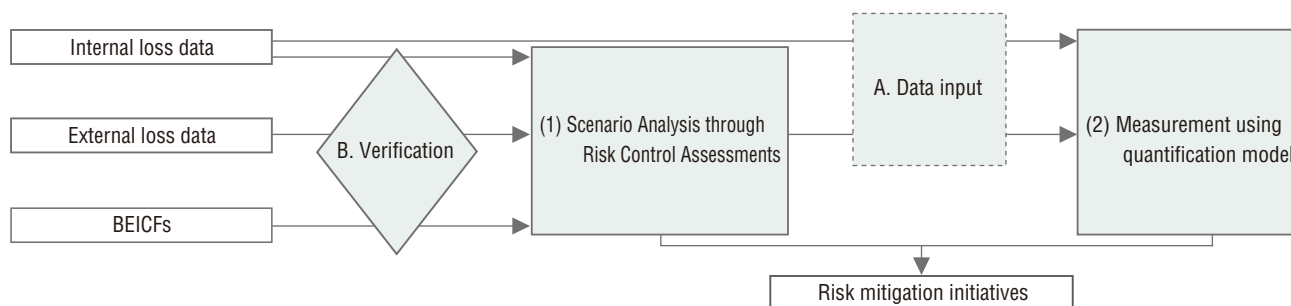 Internal loss data
External loss data
BEICFs
B. Verification
(1) Scenario Analysis through
Risk Control Assessments
A. Data input
(2) Measurement using
quantification model
Risk mitigation initiatives